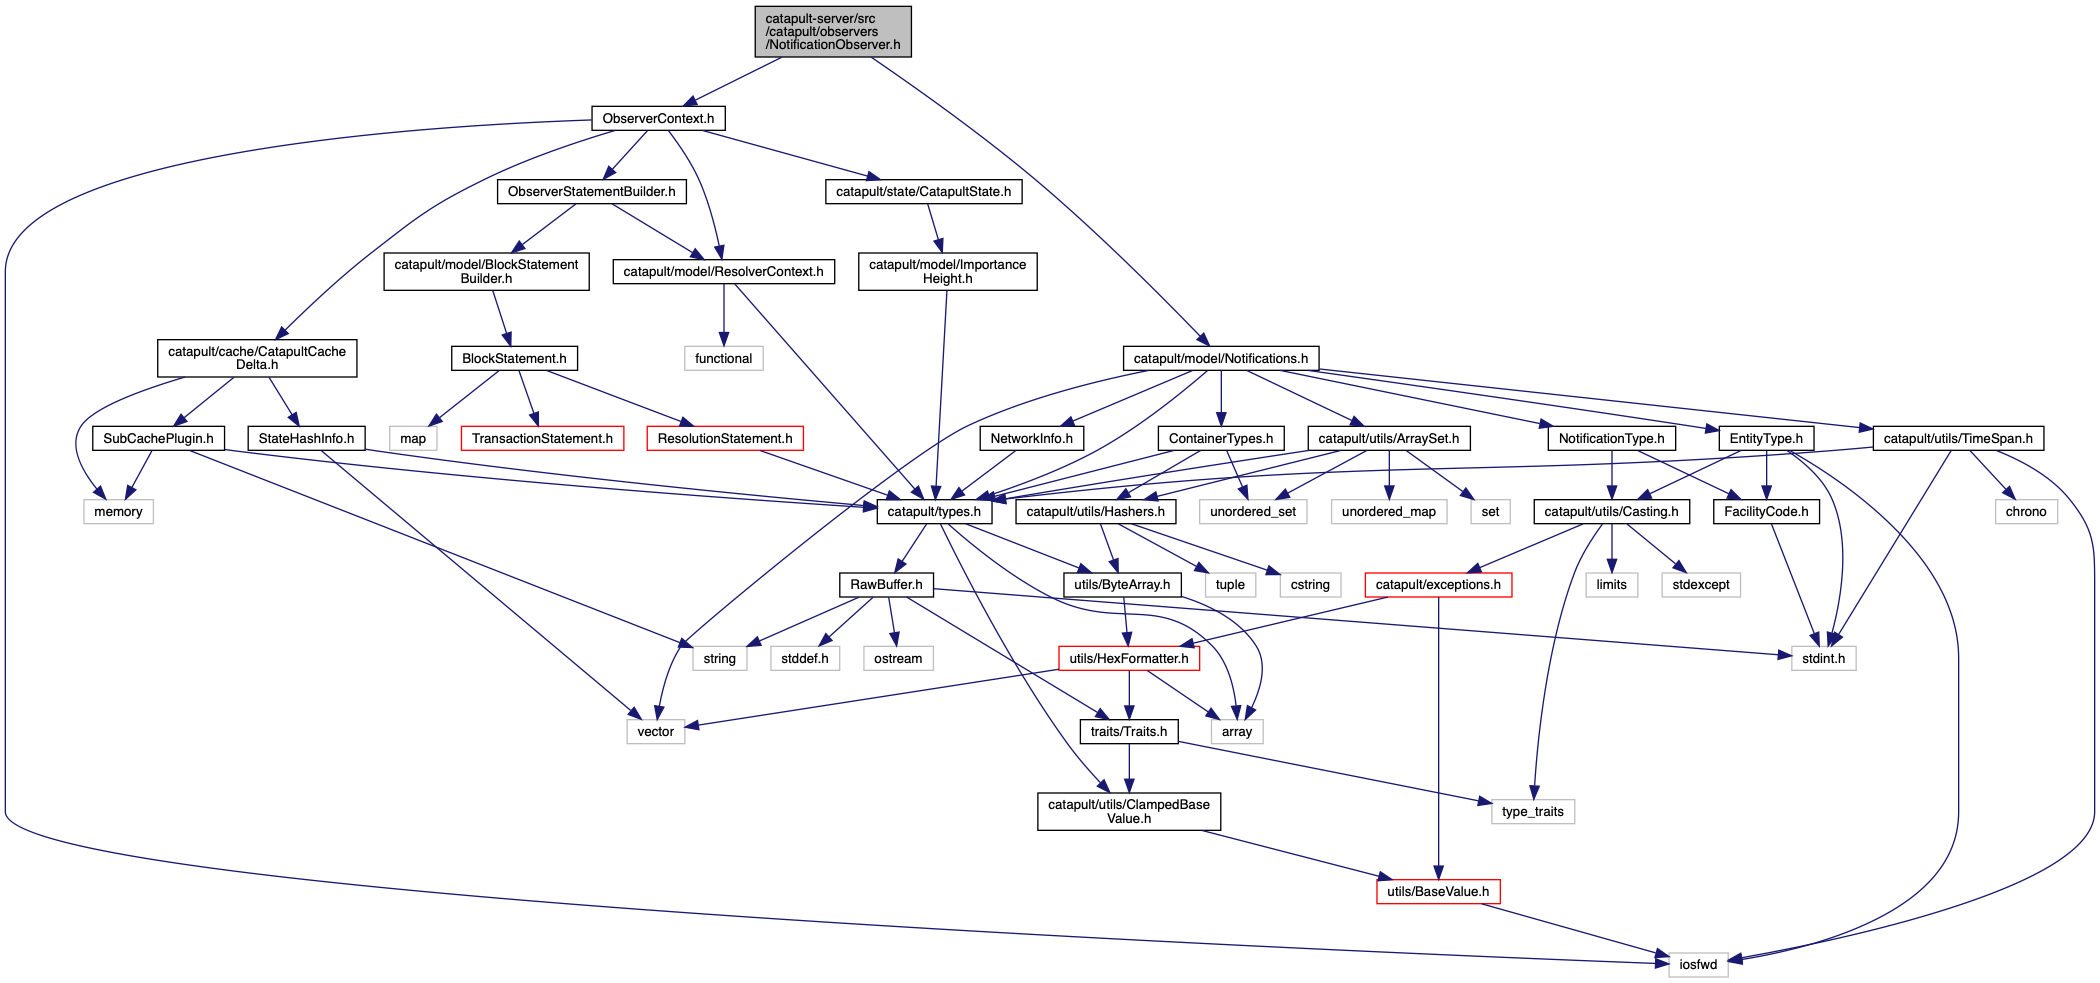 catapult-server/src
/catapult/observers
/NotificationObserver.h
ObserverContext.h
ObserverStatementBuilder.h
catapult/state/CatapultState.h
catapult/model/BlockStatement
Builder.h
catapult/model/ResolverContext.h
catapult/model/Importance
Height.h
catapult/cache/CatapultCache
Delta.h
BlockStatement.h
functional
catapult/model/Notifications.h
SubCachePlugin.h
StateHashInfo.h
map
TransactionStatement.h
ResolutionStatement.h
NetworkInfo.h
ContainerTypes.h
catapult/utils/ArraySet.h
NotificationType.h
EntityType.h
catapult/utils/TimeSpan.h
memory
catapult/types.h
catapult/utils/Hashers.h
unordered_set
unordered_map
set
catapult/utils/Casting.h
FacilityCode.h
chrono
RawBuffer.h
utils/ByteArray.h
tuple
cstring
catapult/exceptions.h
limits
stdexcept
string
stddef.h
ostream
utils/HexFormatter.h
stdint.h
vector
traits/Traits.h
array
catapult/utils/ClampedBase
Value.h
type_traits
utils/BaseValue.h
iosfwd